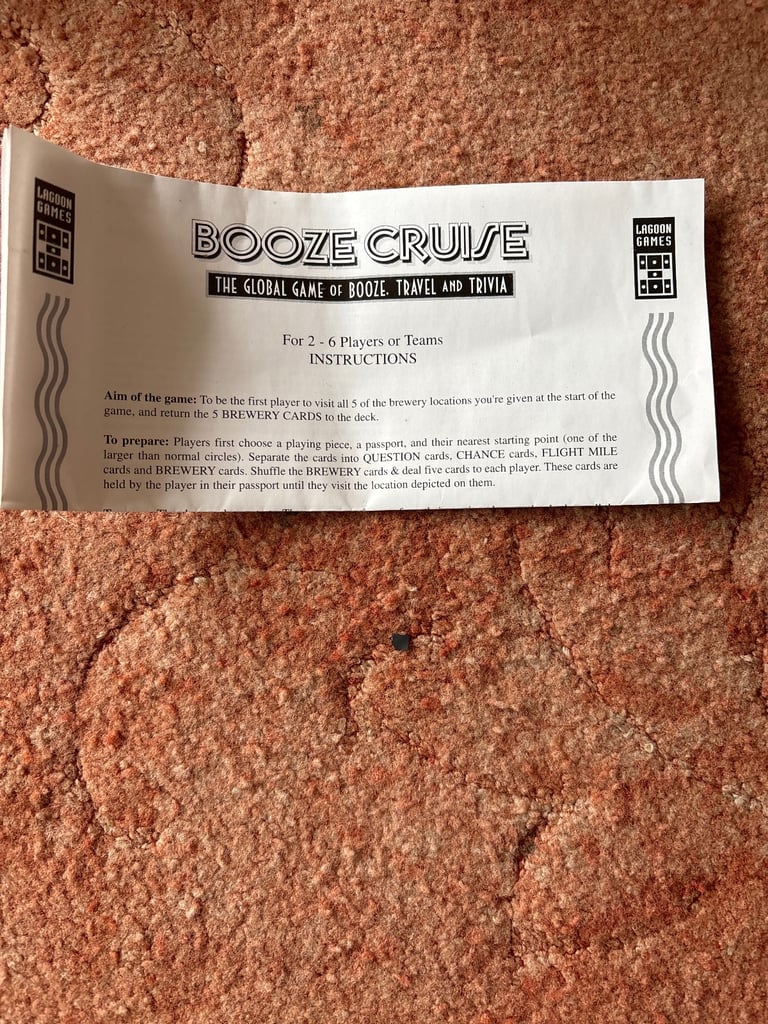 LAGOON
GAMES
BOOZE CRUISE
THE GLOBAL GAME OF BOOZE, TRAVEL AND TRIVIA
LAGOON
GAMES
For 2 - 6 Players or Teams
INSTRUCTIONS
Aim of the game: To be the first player to visit all 5 of the brewery locations you're given at the start of the
game, and return the 5 BREWERY CARDS to the deck.
To prepare: Players first choose a playing piece, a passport, and their nearest starting point (one of the
larger than normal circles). Separate the cards into QUESTION cards, CHANCE cards, FLIGHT MILE
cards and BREWERY cards. Shuffle the BREWERY cards & deal five cards to each player. These cards are
held by the player in their passport until they visit the location depicted on them.